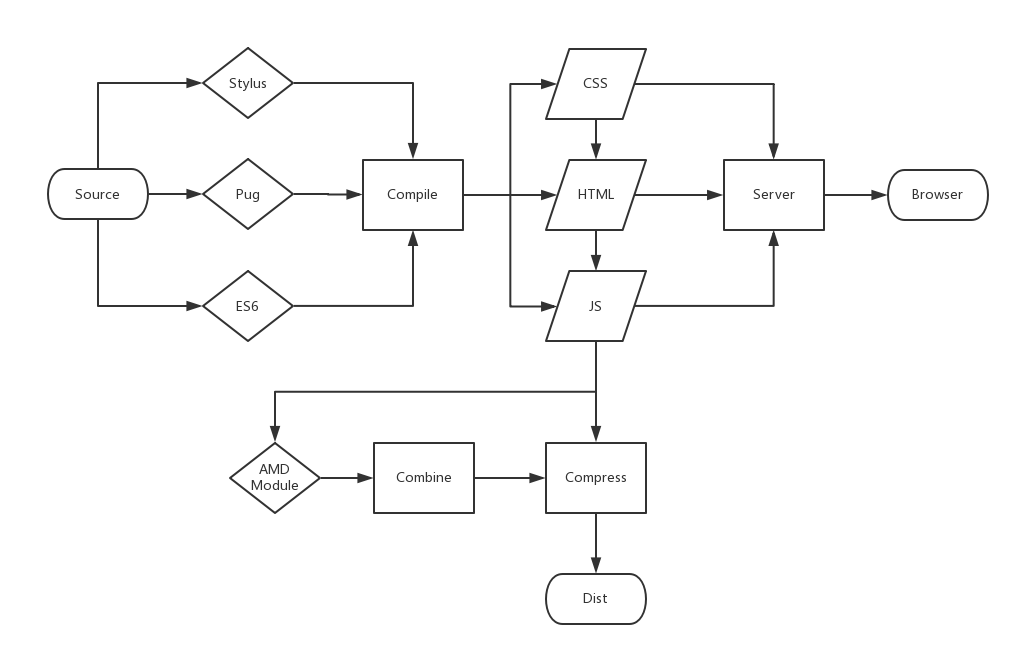 Stylus
CSS
Source
Pug
Compile
HTML
Server
Browser
ES6
JS
AMD
Module
Combine
Compress
Dist